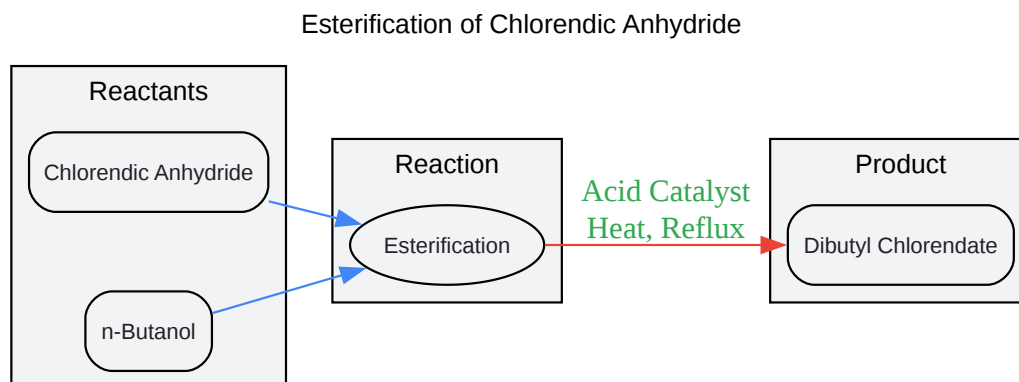 Esterification of Chlorendic Anhydride
Reactants
Chlorendic Anhydride
n-Butanol
Reaction
Esterification
Acid Catalyst
Heat, Reflux
Product
Dibutyl Chlorendate